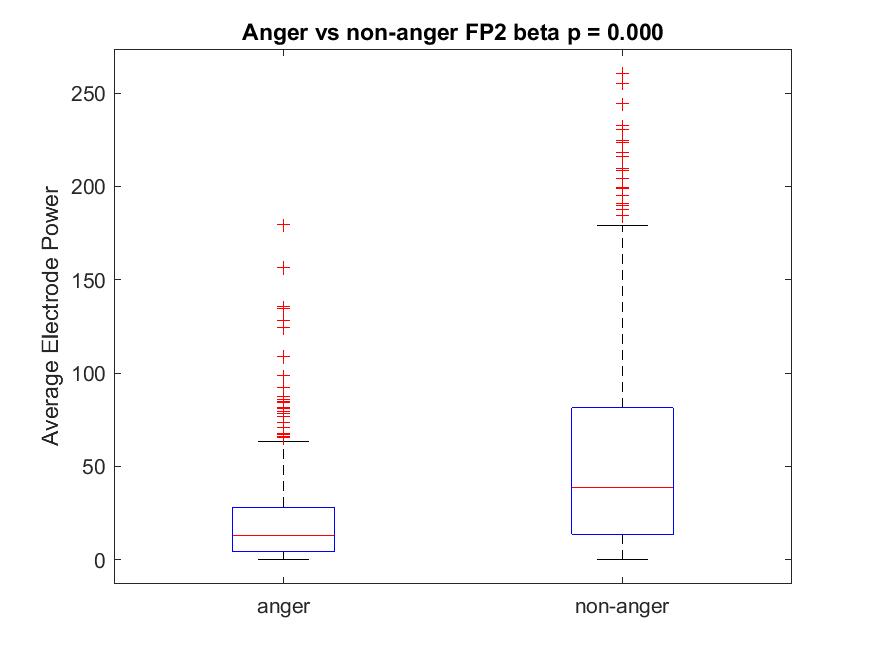 Anger vs non-anger FP2 beta p = 0.000
Average Electrode Power
250
200
150
100
50
0
anger
non-anger